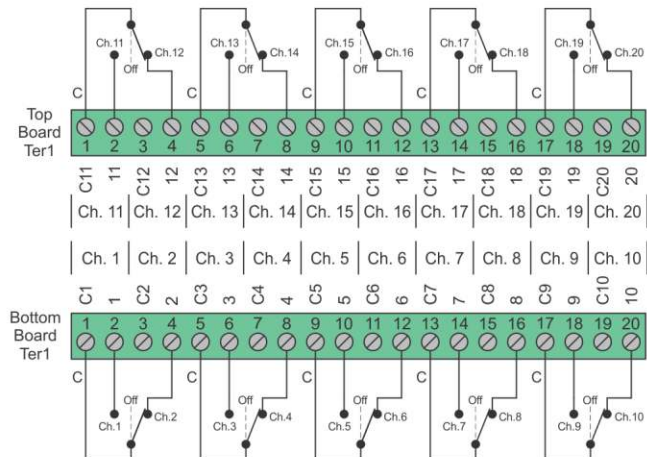 Ch.11 Ch.12 Ch.13 Ch.14 Ch.15 Ch.16 Ch.17 Ch.18 Ch.19 Ch.20
Off Off Off Off Off
C C C C C
Top
Board
Ter1
1 2 3 4 5 6 7 8 9 10 11 12 13 14 15 16 17 18 19 20
C11 11 C12 12 C13 13 C14 14 C15 15 C16 16 C17 17 C18 18 C19 19 C20 20
Ch. 11 Ch. 12 Ch. 13 Ch. 14 Ch. 15 Ch. 16 Ch. 17 Ch. 18 Ch. 19 Ch. 20
Ch. 1 Ch. 2 Ch. 3 Ch. 4 Ch. 5 Ch. 6 Ch. 7 Ch. 8 Ch. 9 Ch. 10
C1 1 C2 2 C3 3 C4 4 C5 5 C6 6 C7 7 C8 8 C9 9 C10 10
Bottom
Board
Ter1
1 2 3 4 5 6 7 8 9 10 11 12 13 14 15 16 17 18 19 20
C C C C C
Off Off Off Off Off
Ch.1 Ch.2 Ch.3 Ch.4 Ch.5 Ch.6 Ch.7 Ch.8 Ch.9 Ch.10